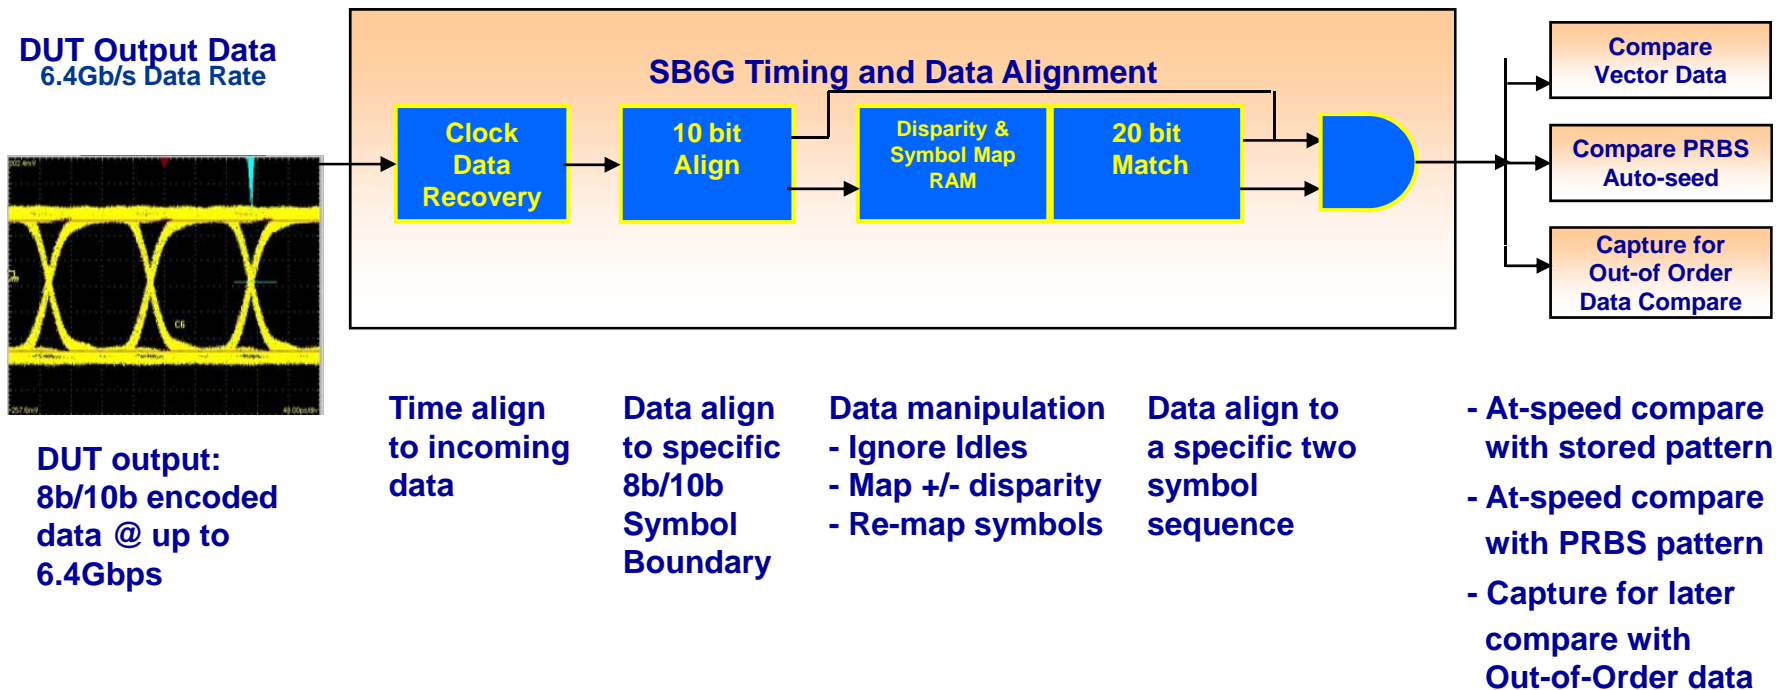 DUT Output Data
6.4Gb/s Data Rate
SB6G Timing and Data Alignment
Clock
Data
Recovery
10 bit
Align
Disparity &
Symbol Map
RAM
20 bit
Match
Compare
Vector Data
Compare PRBS
Auto-seed
Capture for
Out-of Order
Data Compare
C6
DUT output:
8b/10b encoded
data @ up to
6.4Gbps
Time align
to incoming
data
Data align
to specific
8b/10b
Symbol
Boundary
Data manipulation
- Ignore Idles
- Map +/- disparity
- Re-map symbols
Data align to
a specific two
symbol
sequence
- At-speed compare
with stored pattern
- At-speed compare
with PRBS pattern
- Capture for later
compare with
Out-of-Order data